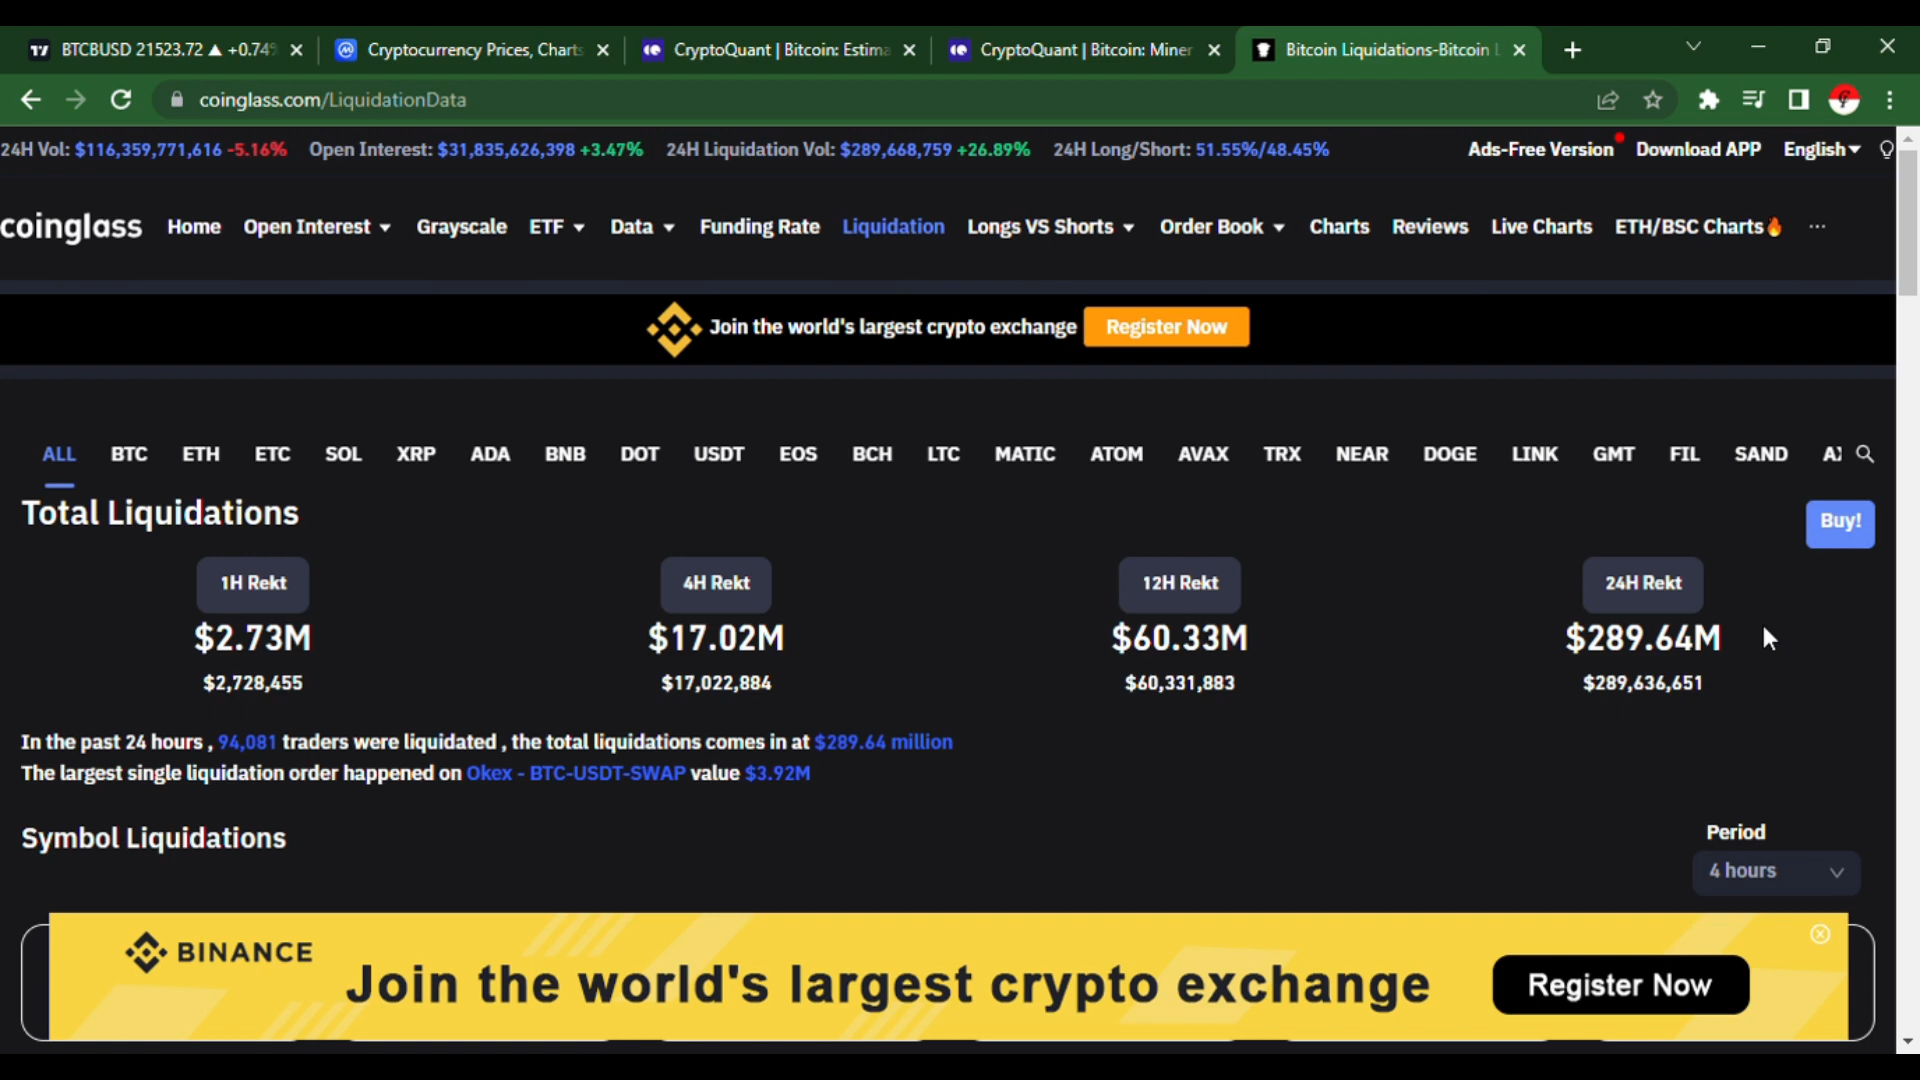 BTCBUSD 21523.72 ▲ +0.74%
Cryptocurrency Prices, Charts
CryptoQuant | Bitcoin: Estima
CryptoQuant | Bitcoin: Miner
Bitcoin Liquidations-Bitcoin L
coinglass.com/LiquidationData
24H Vol: $116,359,771,616 -5.16% Open Interest: $31,835,626,398 +3.47% 24H Liquidation Vol: $289,668,759 +26.89% 24H Long/Short: 51.55%/48.45% Ads-Free Version Download APP English
coinglass Home Open Interest Grayscale ETF Data Funding Rate Liquidation Longs VS Shorts Order Book Charts Reviews Live Charts ETH/BSC Charts🔥 ...
Join the world's largest crypto exchange Register Now
ALL BTC ETH ETC SOL XRP ADA BNB DOT USDT EOS BCH LTC MATIC ATOM AVAX TRX NEAR DOGE LINK GMT FIL SAND
Total Liquidations
Buy!
1H Rekt 4H Rekt 12H Rekt 24H Rekt
$2.73M $17.02M $60.33M $289.64M
$2,728,455 $17,022,884 $60,331,883 $289,636,651
In the past 24 hours , 94,081 traders were liquidated , the total liquidations comes in at $289.64 million
The largest single liquidation order happened on Okex - BTC-USDT-SWAP value $3.92M
Symbol Liquidations
Period
4 hours
BINANCE
Join the world's largest crypto exchange
Register Now